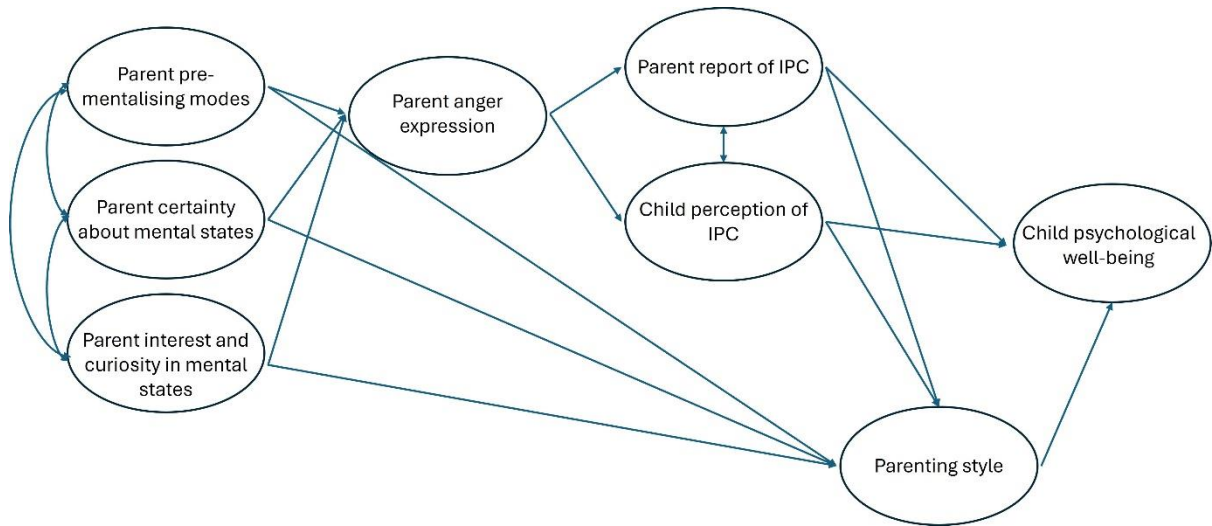 Parent pre-
mentalising modes
Parent certainty
about mental states
Parent interest and
curiosity in mental
states
Parent anger
expression
Parent report of IPC
Child perception of
IPC
Child psychological
well-being
Parenting style